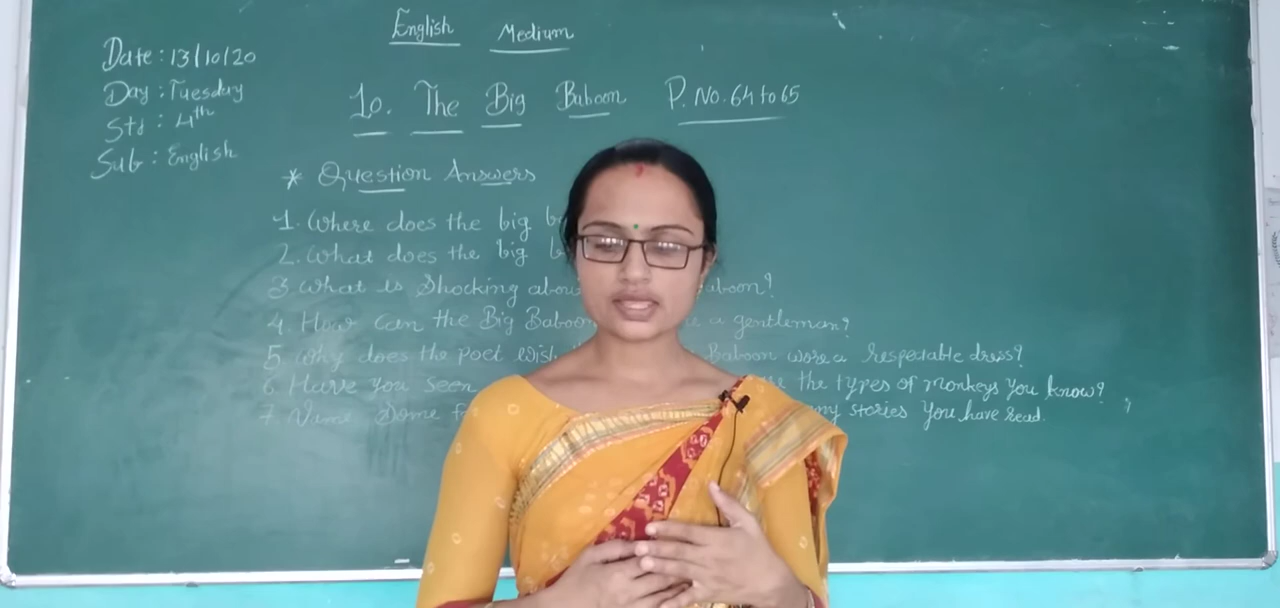 English Medium
Date : 13/10/20
Day : Tuesday
Std : 4th
Sub : English
10. The Big Baboon P. No. 64 to 65
* Question Answers
1. Where does the big
2. What does the big
3. What is Shocking
4. How can the Big Baboon a gentleman?
5. Why does the poet Baboon wore a respectable dress?
6. Have you seen the types of monkeys you know?
7. Name Some stories you have read.